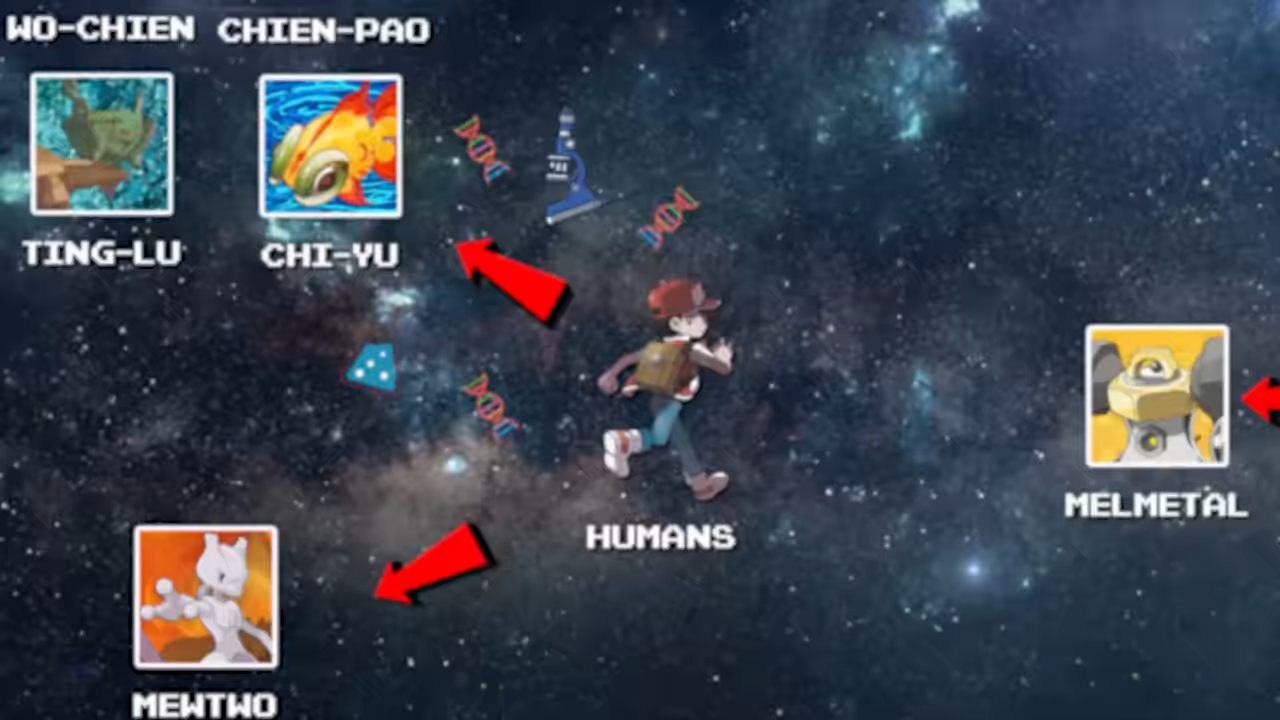 WO-CHIEN CHIEN-PAO
TING-LU CHI-YU
HUMANS
MELMETAL
MEWTWO